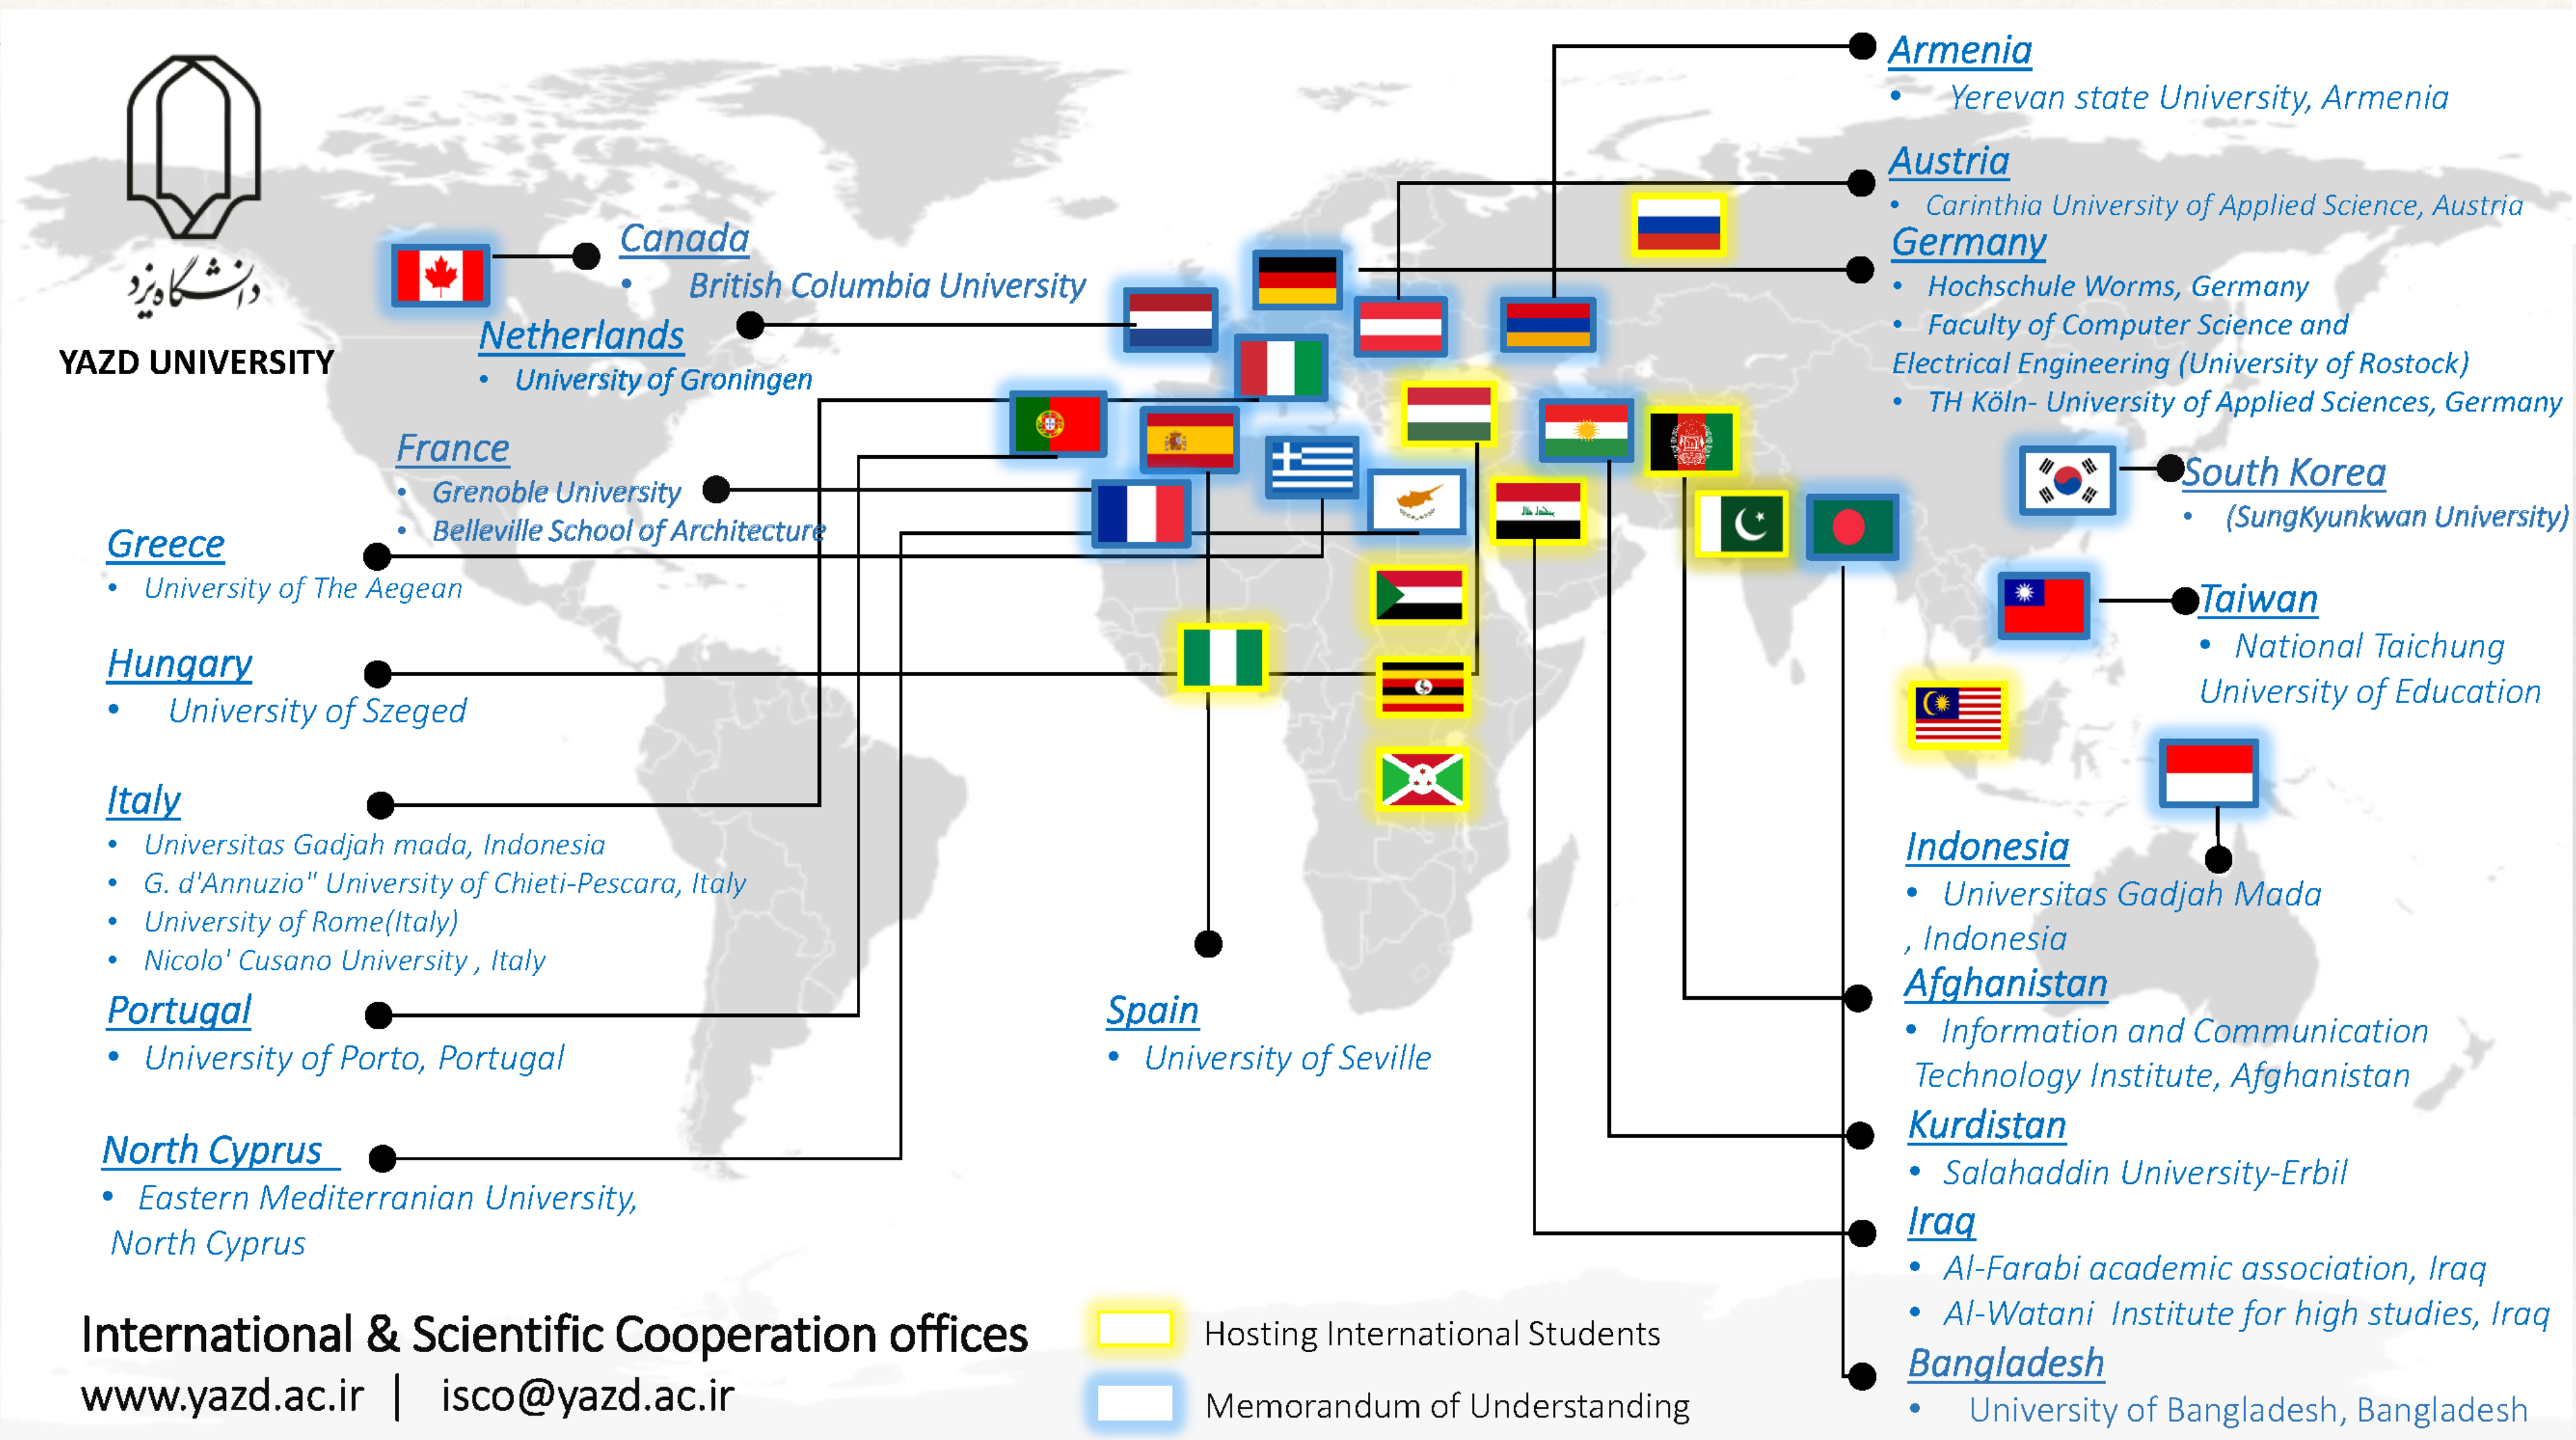 دانشگاه یزد
YAZD UNIVERSITY
Canada
• British Columbia University
Netherlands
• University of Groningen
France
• Grenoble University
• Belleville School of Architecture
Greece
• University of The Aegean
Hungary
• University of Szeged
Italy
• Universitas Gadjah mada, Indonesia
• G. d'Annuzio" University of Chieti-Pescara, Italy
• University of Rome(Italy)
• Nicolo' Cusano University , Italy
Portugal
• University of Porto, Portugal
North Cyprus
• Eastern Mediterranian University,
North Cyprus
Spain
• University of Seville
Armenia
• Yerevan state University, Armenia
Austria
• Carinthia University of Applied Science, Austria
Germany
• Hochschule Worms, Germany
• Faculty of Computer Science and
Electrical Engineering (University of Rostock)
• TH Köln- University of Applied Sciences, Germany
South Korea
• (SungKyunkwan University)
Taiwan
• National Taichung
University of Education
Indonesia
• Universitas Gadjah Mada
, Indonesia
Afghanistan
• Information and Communication
Technology Institute, Afghanistan
Kurdistan
• Salahaddin University-Erbil
Iraq
• Al-Farabi academic association, Iraq
• Al-Watani Institute for high studies, Iraq
Bangladesh
• University of Bangladesh, Bangladesh
International & Scientific Cooperation offices
www.yazd.ac.ir | isco@yazd.ac.ir
Hosting International Students
Memorandum of Understanding